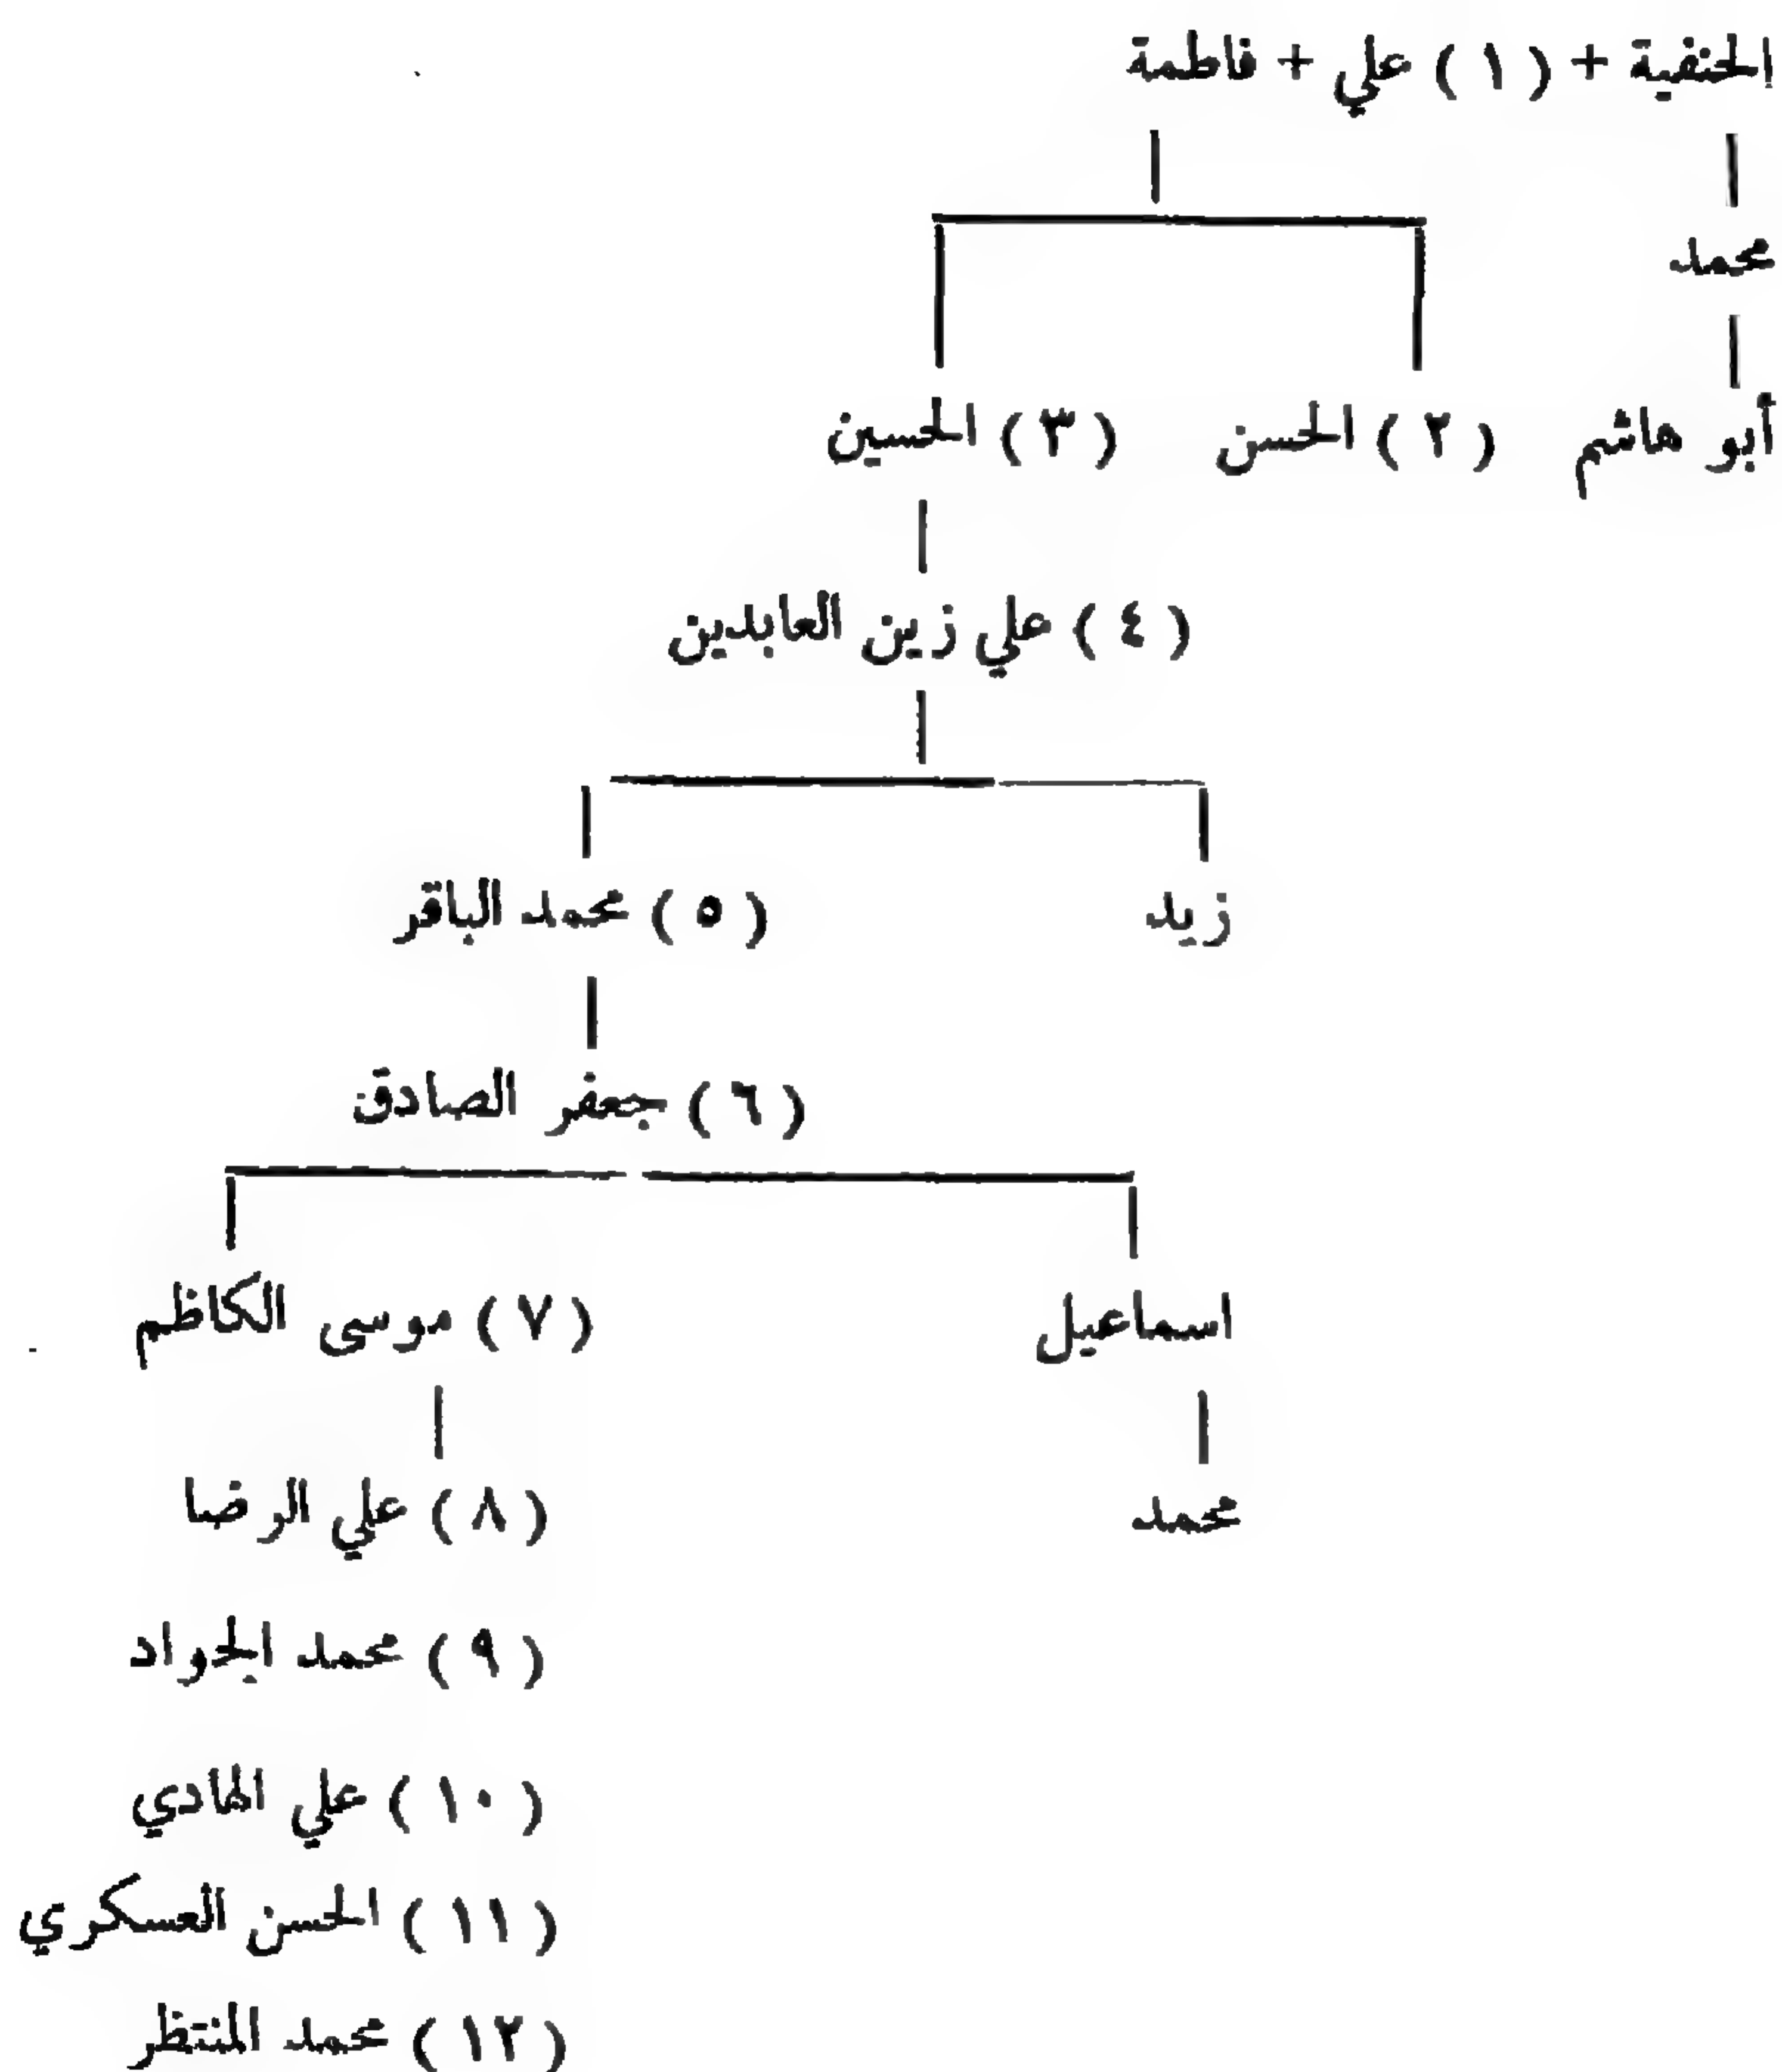 الحنفية + ( ١ ) علي + فاطمة
محمد
أبو هاشم ( ٢ ) الحسن ( ٣ ) الحسين
( ٤ ) علي زين العابدين
زيد ( ٥ ) محمد الباقر
( ٦ ) جعفر الصادق
اسماعيل ( ٧ ) موسى الكاظم
محمد ( ٨ ) علي الرضا
( ٩ ) محمد الجواد
( ١٠ ) علي الهادي
( ١١ ) الحسن العسكري
( ١٢ ) محمد المنتظر